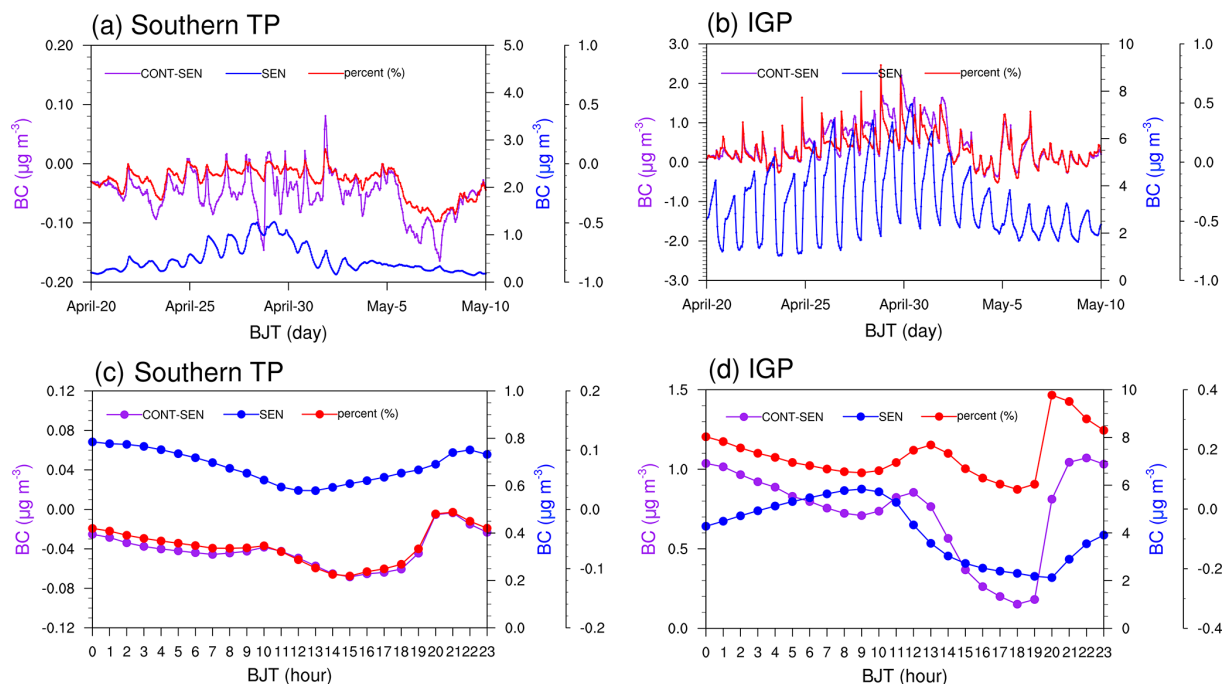 (a) Southern TP
CONT-SEN SEN percent (%)
0.20
0.10
0.00
-0.10
-0.20
BC (µg m-3)
5.0
4.0
3.0
2.0
1.0
0.0
BC (µg m-3)
1.0
0.5
0.0
-0.5
-1.0
April-20 April-25 April-30 May-5 May-10
BJT (day)
(b) IGP
CONT-SEN SEN percent (%)
3.0
2.0
1.0
0.0
-1.0
-2.0
-3.0
BC (µg m-3)
10
8
6
4
2
0
BC (µg m-3)
1.0
0.5
0.0
-0.5
-1.0
April-20 April-25 April-30 May-5 May-10
BJT (day)
(c) Southern TP
CONT-SEN SEN percent (%)
0.12
0.08
0.04
0.00
-0.04
-0.08
-0.12
BC (µg m-3)
1.0
0.8
0.6
0.4
0.2
0.0
BC (µg m-3)
0.2
0.1
0.0
-0.1
-0.2
0 1 2 3 4 5 6 7 8 9 10 11 12 13 14 15 16 17 18 19 20 21 22 23
BJT (hour)
(d) IGP
CONT-SEN SEN percent (%)
1.5
1.0
0.5
0.0
BC (µg m-3)
10
8
6
4
2
0
BC (µg m-3)
0.4
0.2
0.0
-0.2
-0.4
0 1 2 3 4 5 6 7 8 9 10 11 12 13 14 15 16 17 18 19 20 21 22 23
BJT (hour)